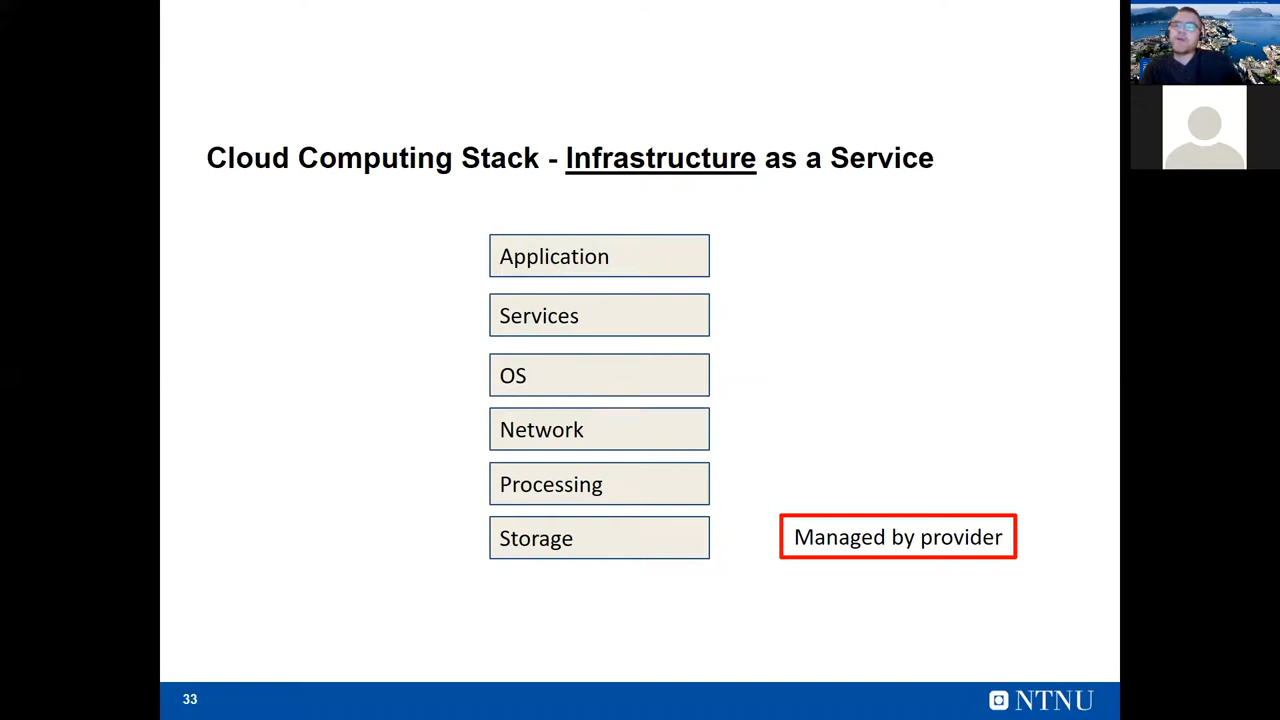 Cloud Computing Stack - Infrastructure as a Service
Application
Services
OS
Network
Processing
Storage
Managed by provider
33
NTNU